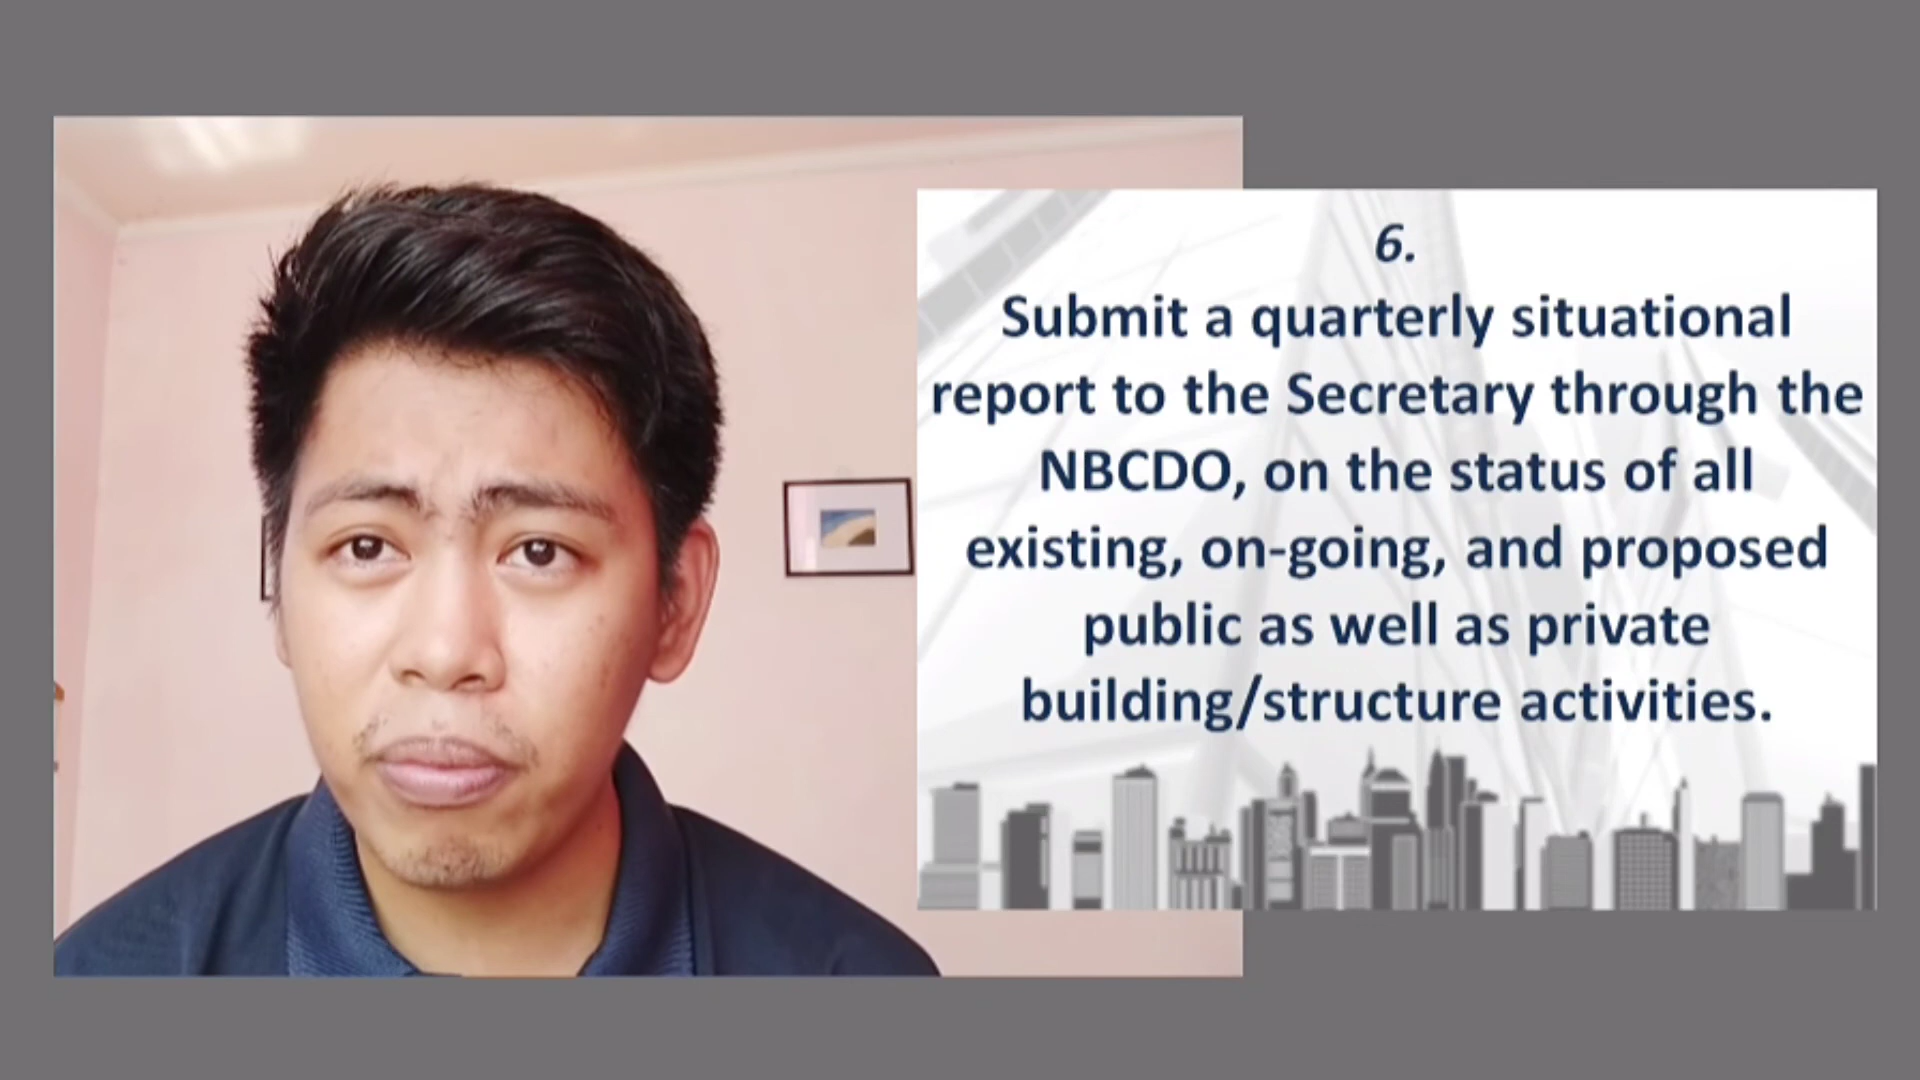 6.
Submit a quarterly situational
report to the Secretary through the
NBCDO, on the status of all
existing, on-going, and proposed
public as well as private
building/structure activities.